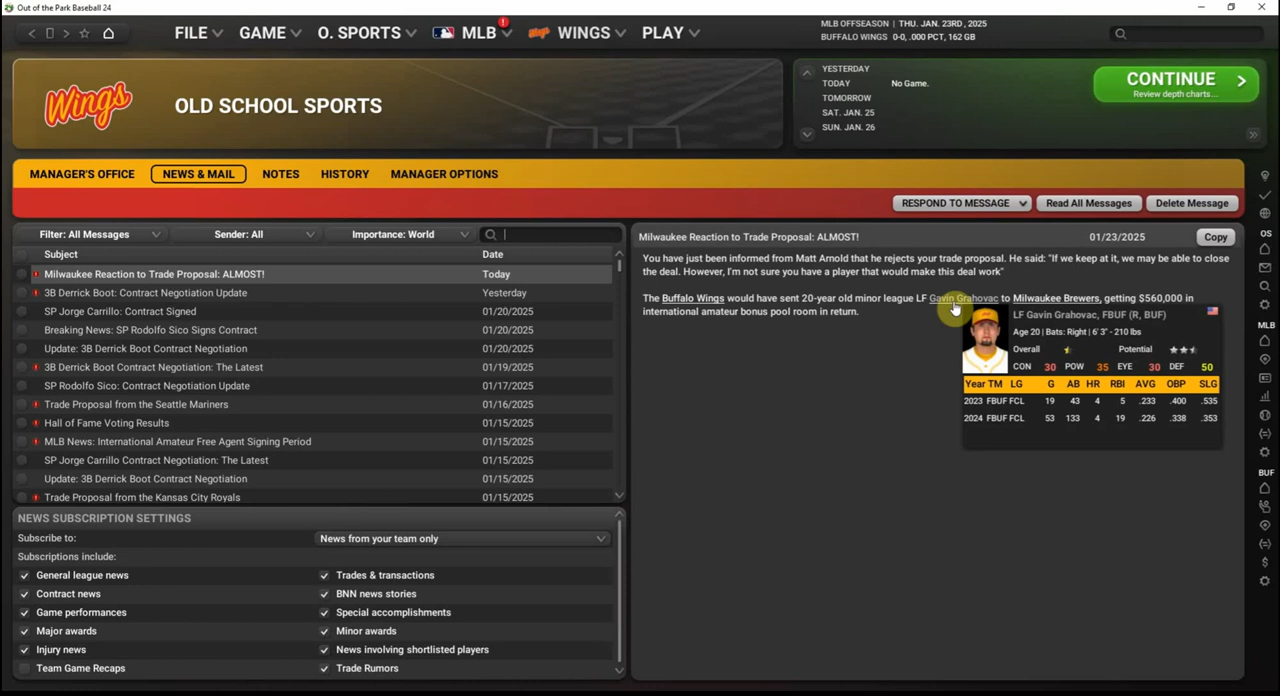 Out of the Park Baseball 24
FILE GAME O. SPORTS MLB WINGS PLAY
MLB OFFSEASON | THU. JAN. 23RD, 2025
BUFFALO WINGS 0-0, .000 PCT, 162 GB
Wings
OLD SCHOOL SPORTS
YESTERDAY
TODAY No Game.
TOMORROW
SAT. JAN. 25
SUN. JAN. 26
CONTINUE
Review depth charts...
MANAGER'S OFFICE NEWS & MAIL NOTES HISTORY MANAGER OPTIONS
RESPOND TO MESSAGE Read All Messages Delete Message
Filter: All Messages Sender: All Importance: World
Subject Date
Milwaukee Reaction to Trade Proposal: ALMOST! Today
3B Derrick Boot: Contract Negotiation Update Yesterday
SP Jorge Carrillo: Contract Signed 01/20/2025
Breaking News: SP Rodolfo Sico Signs Contract 01/20/2025
Update: 3B Derrick Boot Contract Negotiation 01/20/2025
3B Derrick Boot Contract Negotiation: The Latest 01/19/2025
SP Rodolfo Sico: Contract Negotiation Update 01/17/2025
Trade Proposal from the Seattle Mariners 01/16/2025
Hall of Fame Voting Results 01/15/2025
MLB News: International Amateur Free Agent Signing Period 01/15/2025
SP Jorge Carrillo Contract Negotiation: The Latest 01/15/2025
Update: 3B Derrick Boot Contract Negotiation 01/15/2025
Trade Proposal from the Kansas City Royals 01/15/2025
NEWS SUBSCRIPTION SETTINGS
Subscribe to: News from your team only
Subscriptions include:
General league news Trades & transactions
Contract news BNN news stories
Game performances Special accomplishments
Major awards Minor awards
Injury news News involving shortlisted players
Team Game Recaps Trade Rumors
Milwaukee Reaction to Trade Proposal: ALMOST! 01/23/2025 Copy
You have just been informed from Matt Arnold that he rejects your trade proposal. He said: "If we keep at it, we may be able to close
the deal. However, I'm not sure you have a player that would make this deal work"
The Buffalo Wings would have sent 20-year old minor league LF Gavin Grahovac to Milwaukee Brewers, getting $560,000 in
international amateur bonus pool room in return.
LF Gavin Grahovac, FBUF (R, BUF)
Age 20 | Bats: Right | 6' 3" - 210 lbs
Overall Potential
CON 30 POW 35 EYE 30 DEF 50
Year TM LG G AB HR RBI AVG OBP SLG
2023 FBUF FCL 19 43 4 5 .233 .400 .535
2024 FBUF FCL 53 133 4 19 .226 .338 .353
OS
MLB
BUF